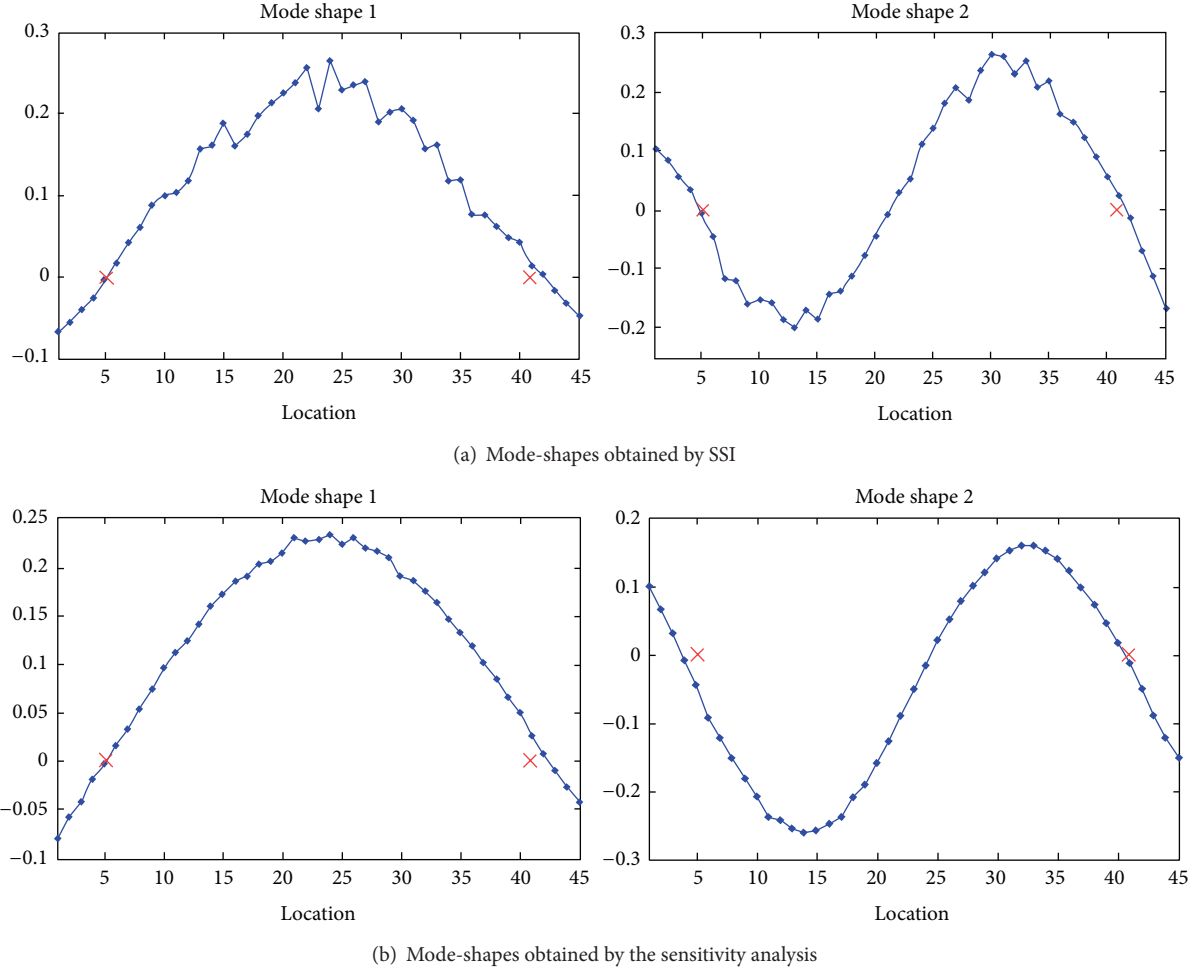 Mode shape 1
0.3
0.2
0.1
0
−0.1
5 10 15 20 25 30 35 40 45
Location
Mode shape 2
0.3
0.2
0.1
0
−0.1
−0.2
5 10 15 20 25 30 35 40 45
Location
(a) Mode-shapes obtained by SSI
Mode shape 1
0.25
0.2
0.15
0.1
0.05
0
−0.05
−0.1
5 10 15 20 25 30 35 40 45
Location
Mode shape 2
0.2
0.1
0
−0.1
−0.2
−0.3
5 10 15 20 25 30 35 40 45
Location
(b) Mode-shapes obtained by the sensitivity analysis